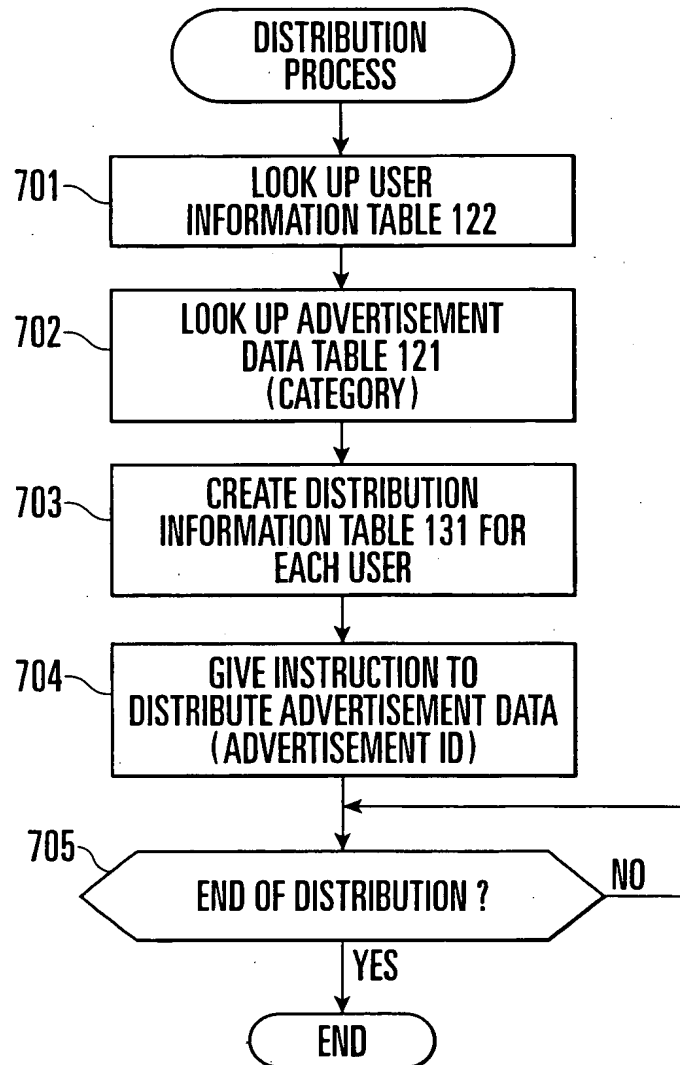 DISTRIBUTION
PROCESS
701
LOOK UP USER
INFORMATION TABLE 122
702
LOOK UP ADVERTISEMENT
DATA TABLE 121
(CATEGORY)
703
CREATE DISTRIBUTION
INFORMATION TABLE 131 FOR
EACH USER
704
GIVE INSTRUCTION TO
DISTRIBUTE ADVERTISEMENT DATA
(ADVERTISEMENT ID)
705
END OF DISTRIBUTION ?
NO
YES
END